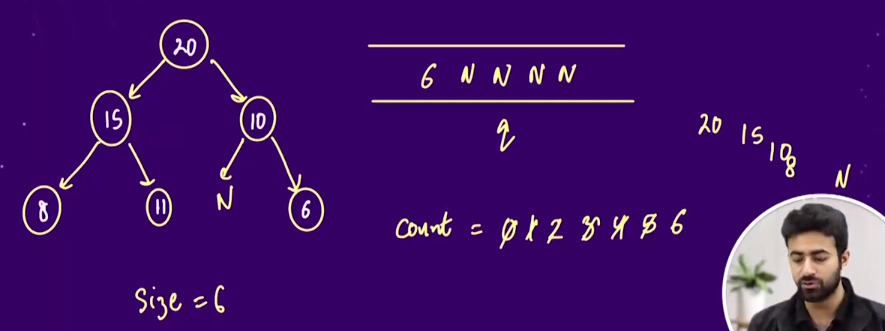 20
15 10
8 11 N 6
Size = 6
6 N N N N
q
count = 0 1 2 3 4 5 6
20 15 10 8
N